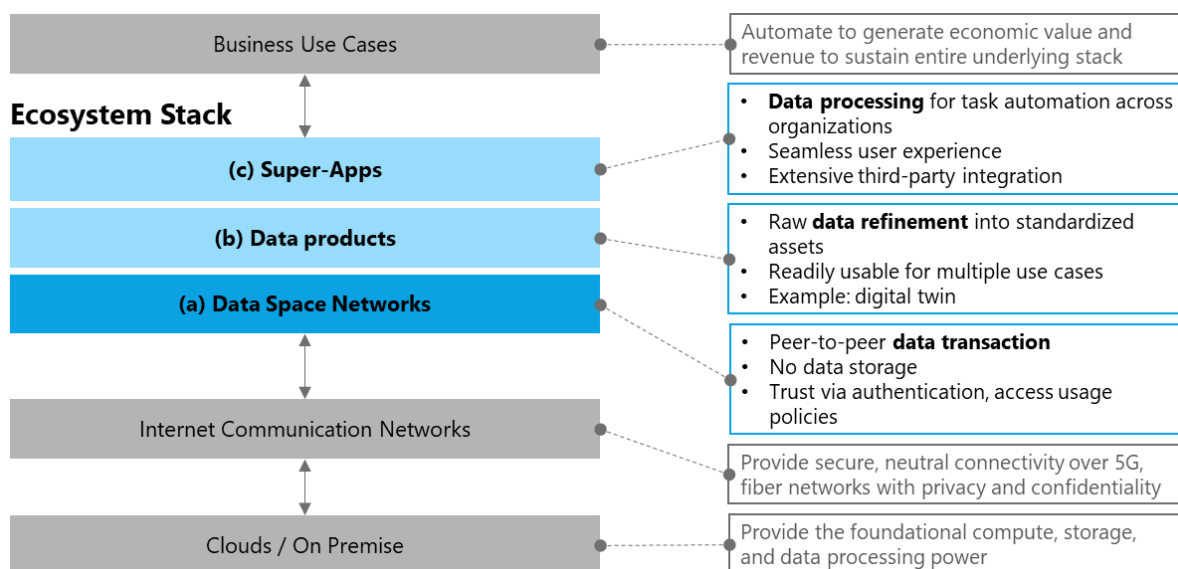 Business Use Cases
Automate to generate economic value and
revenue to sustain entire underlying stack
Ecosystem Stack
(c) Super-Apps
• Data processing for task automation across
organizations
• Seamless user experience
• Extensive third-party integration
(b) Data products
• Raw data refinement into standardized
assets
• Readily usable for multiple use cases
• Example: digital twin
(a) Data Space Networks
• Peer-to-peer data transaction
• No data storage
• Trust via authentication, access usage
policies
Internet Communication Networks
Provide secure, neutral connectivity over 5G,
fiber networks with privacy and confidentiality
Clouds / On Premise
Provide the foundational compute, storage,
and data processing power